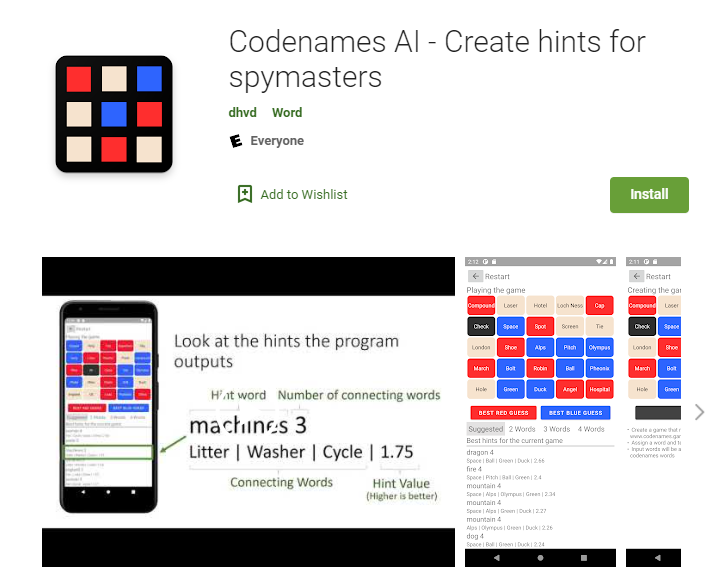 Codenames AI - Create hints for
spymasters
dhvd Word
E Everyone
Add to Wishlist
Install
Look at the hints the program
outputs
Hint word Number of connecting words
machines 3
Litter | Washer | Cycle | 1.75
Connecting Words
Hint Value
(Higher is better)
2:12
Restart
Playing the game
Compound Laser Hotel Loch Ness Cap
Check Space Spot Screen Tie
London Shoe Alps Pitch Olympus
March Bolt Robin Ball Pheonix
Hole Green Duck Angel Hospital
BEST RED GUESS BEST BLUE GUESS
Suggested 2 Words 3 Words 4 Words
Best hints for the current game
dragon 4
Space | Ball | Green | Duck | 2.66
fire 4
Space | Pitch | Ball | Green | 2.4
mountain 4
Space | Alps | Olympus | Green | 2.34
mountain 4
Space | Alps | Green | Duck | 2.27
mountain 4
Alps | Olympus | Green | Duck | 2.26
dog 4
Space | Ball | Green | Duck | 2.24
2:11
Restart
Creating the gar
Compound Laser
Check Space
London Shoe
March Bolt
Hole Green
• Create a game that
www.codenames.gar
• Assign a word and t
• Input words will be a
codenames words